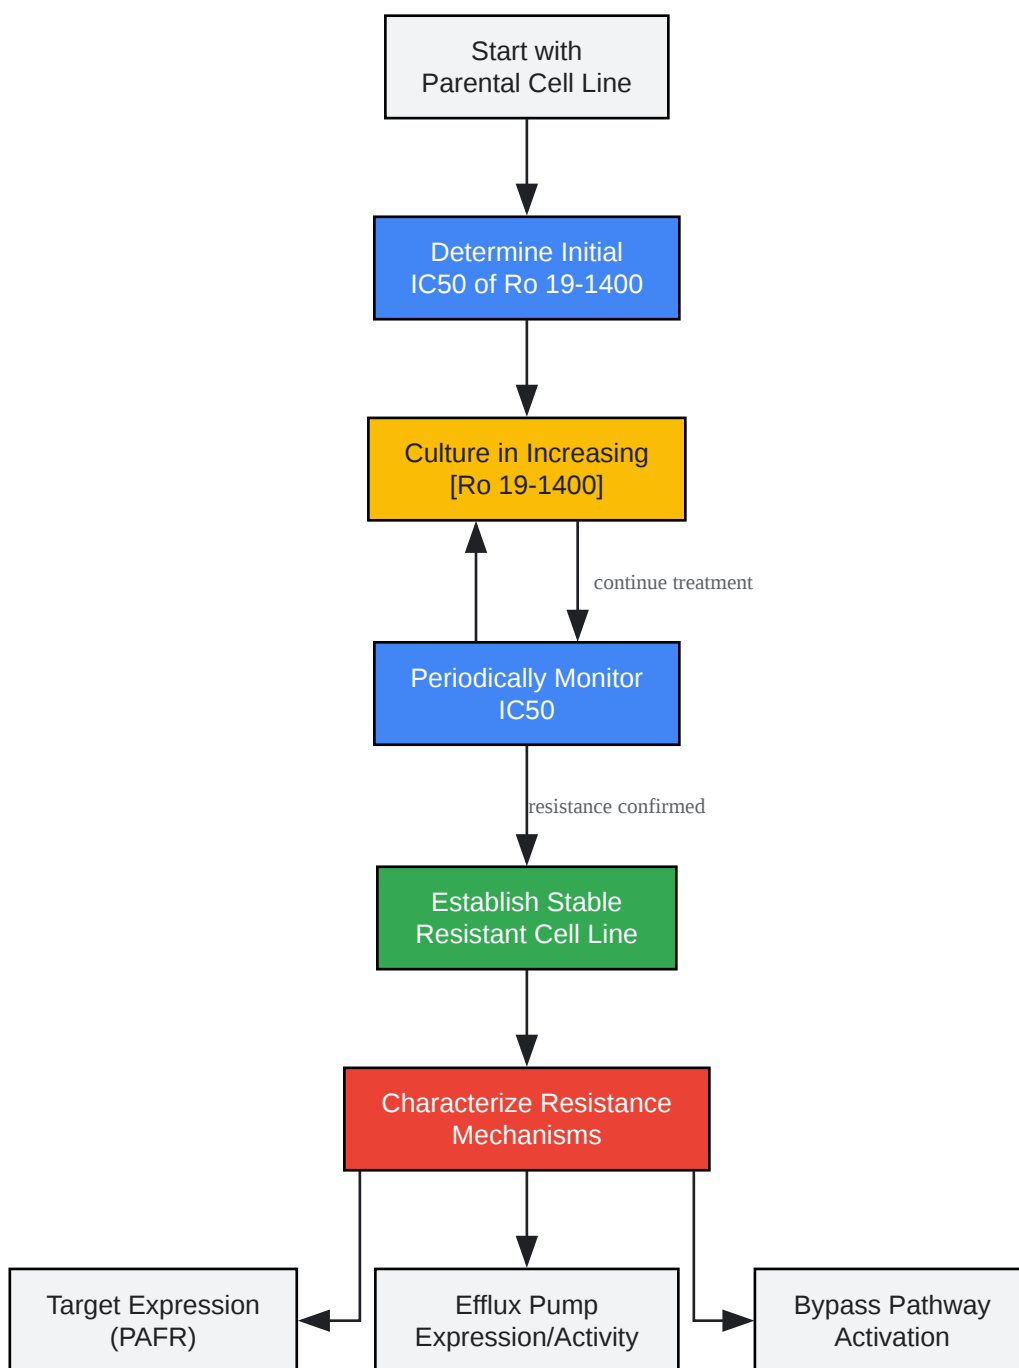 Start with
Parental Cell Line
Determine Initial
IC50 of Ro 19-1400
Culture in Increasing
[Ro 19-1400]
continue treatment
Periodically Monitor
IC50
resistance confirmed
Establish Stable
Resistant Cell Line
Characterize Resistance
Mechanisms
Target Expression
(PAFR)
Efflux Pump
Expression/Activity
Bypass Pathway
Activation